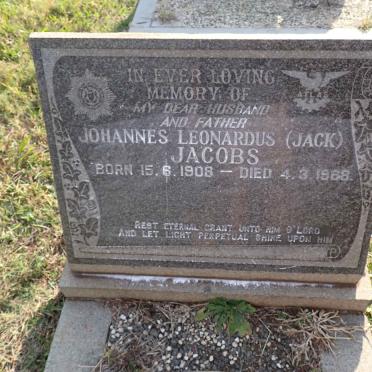 IN EVER LOVING
MEMORY OF
MY DEAR HUSBAND
AND FATHER
JOHANNES LEONARDUS (JACK)
JACOBS
BORN 15.6.1908 — DIED 4.3.1968
REST ETERNAL GRANT UNTO HIM O'LORD
AND LET LIGHT PERPETUAL SHINE UPON HIM